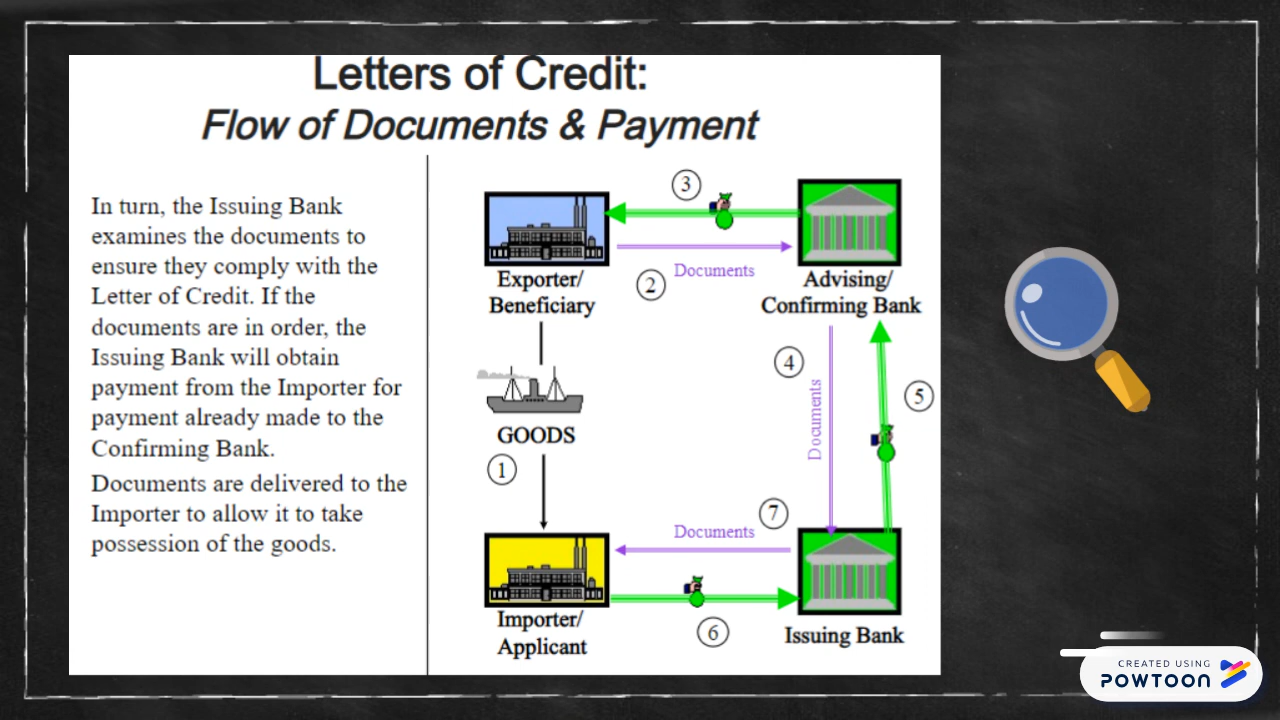 Letters of Credit:
Flow of Documents & Payment
In turn, the Issuing Bank
examines the documents to
ensure they comply with the
Letter of Credit. If the
documents are in order, the
Issuing Bank will obtain
payment from the Importer for
payment already made to the
Confirming Bank.
Documents are delivered to the
Importer to allow it to take
possession of the goods.
3
Documents
2
Exporter/
Beneficiary
Advising/
Confirming Bank
4
Documents
5
GOODS
1
7
Documents
6
Importer/
Applicant
Issuing Bank
CREATED USING
POWTOON